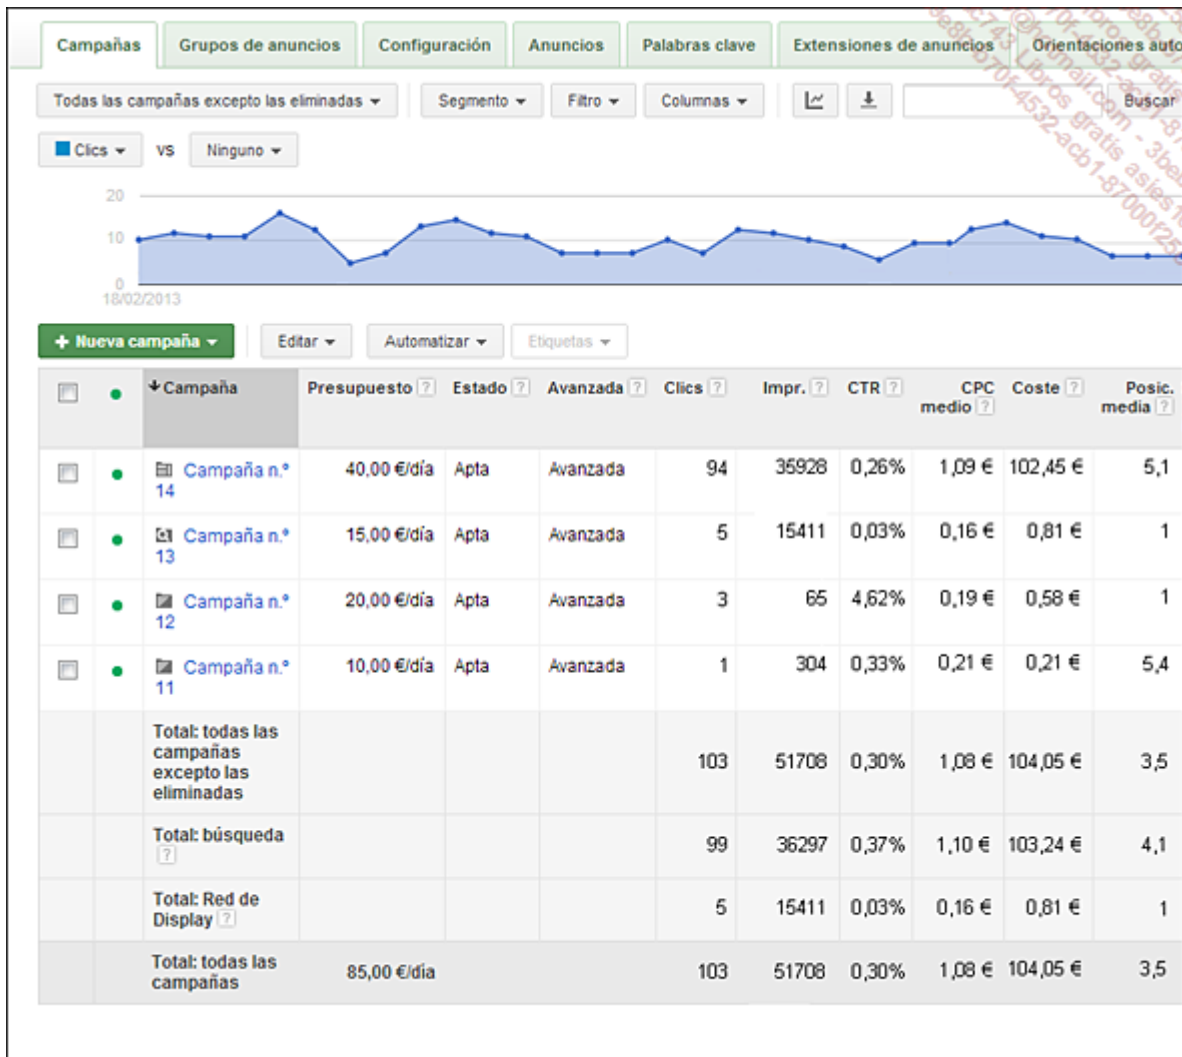 Campañas Grupos de anuncios Configuración Anuncios Palabras clave Extensiones de anuncios Orientaciones auto
Todas las campañas excepto las eliminadas Segmento Filtro Columnas Buscar
Clics VS Ninguno
20
10
0
18/02/2013
+ Nueva campaña Editar Automatizar Etiquetas
Campaña Presupuesto ? Estado ? Avanzada ? Clics ? Impr. ? CTR ? CPC Coste ? Posic.
medio ? media ?
Campaña n.º 40,00 €/día Apta Avanzada 94 35928 0,26% 1,09 € 102,45 € 5,1
14
Campaña n.º 15,00 €/día Apta Avanzada 5 15411 0,03% 0,16 € 0,81 € 1
13
Campaña n.º 20,00 €/día Apta Avanzada 3 65 4,62% 0,19 € 0,58 € 1
12
Campaña n.º 10,00 €/día Apta Avanzada 1 304 0,33% 0,21 € 0,21 € 5,4
11
Total: todas las
campañas
excepto las
eliminadas
103 51708 0,30% 1,08 € 104,05 € 3,5
Total: búsqueda
?
99 36297 0,37% 1,10 € 103,24 € 4,1
Total: Red de
Display ?
5 15411 0,03% 0,16 € 0,81 € 1
Total: todas las
campañas
85,00 €/día 103 51708 0,30% 1,08 € 104,05 € 3,5